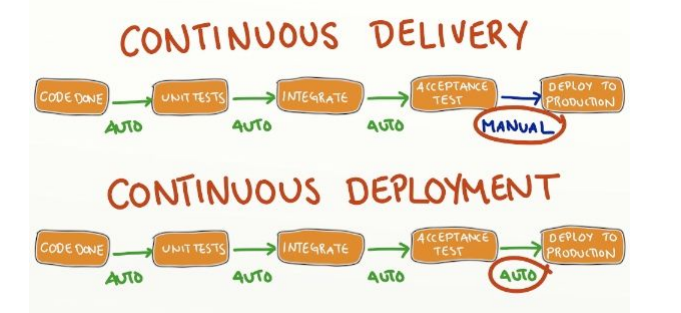 CONTINUOUS DELIVERY
CODE DONE UNIT TESTS INTEGRATE ACCEPTANCE TEST DEPLOY TO PRODUCTION
AUTO AUTO AUTO MANUAL
CONTINUOUS DEPLOYMENT
CODE DONE UNIT TESTS INTEGRATE ACCEPTANCE TEST DEPLOY TO PRODUCTION
AUTO AUTO AUTO AUTO